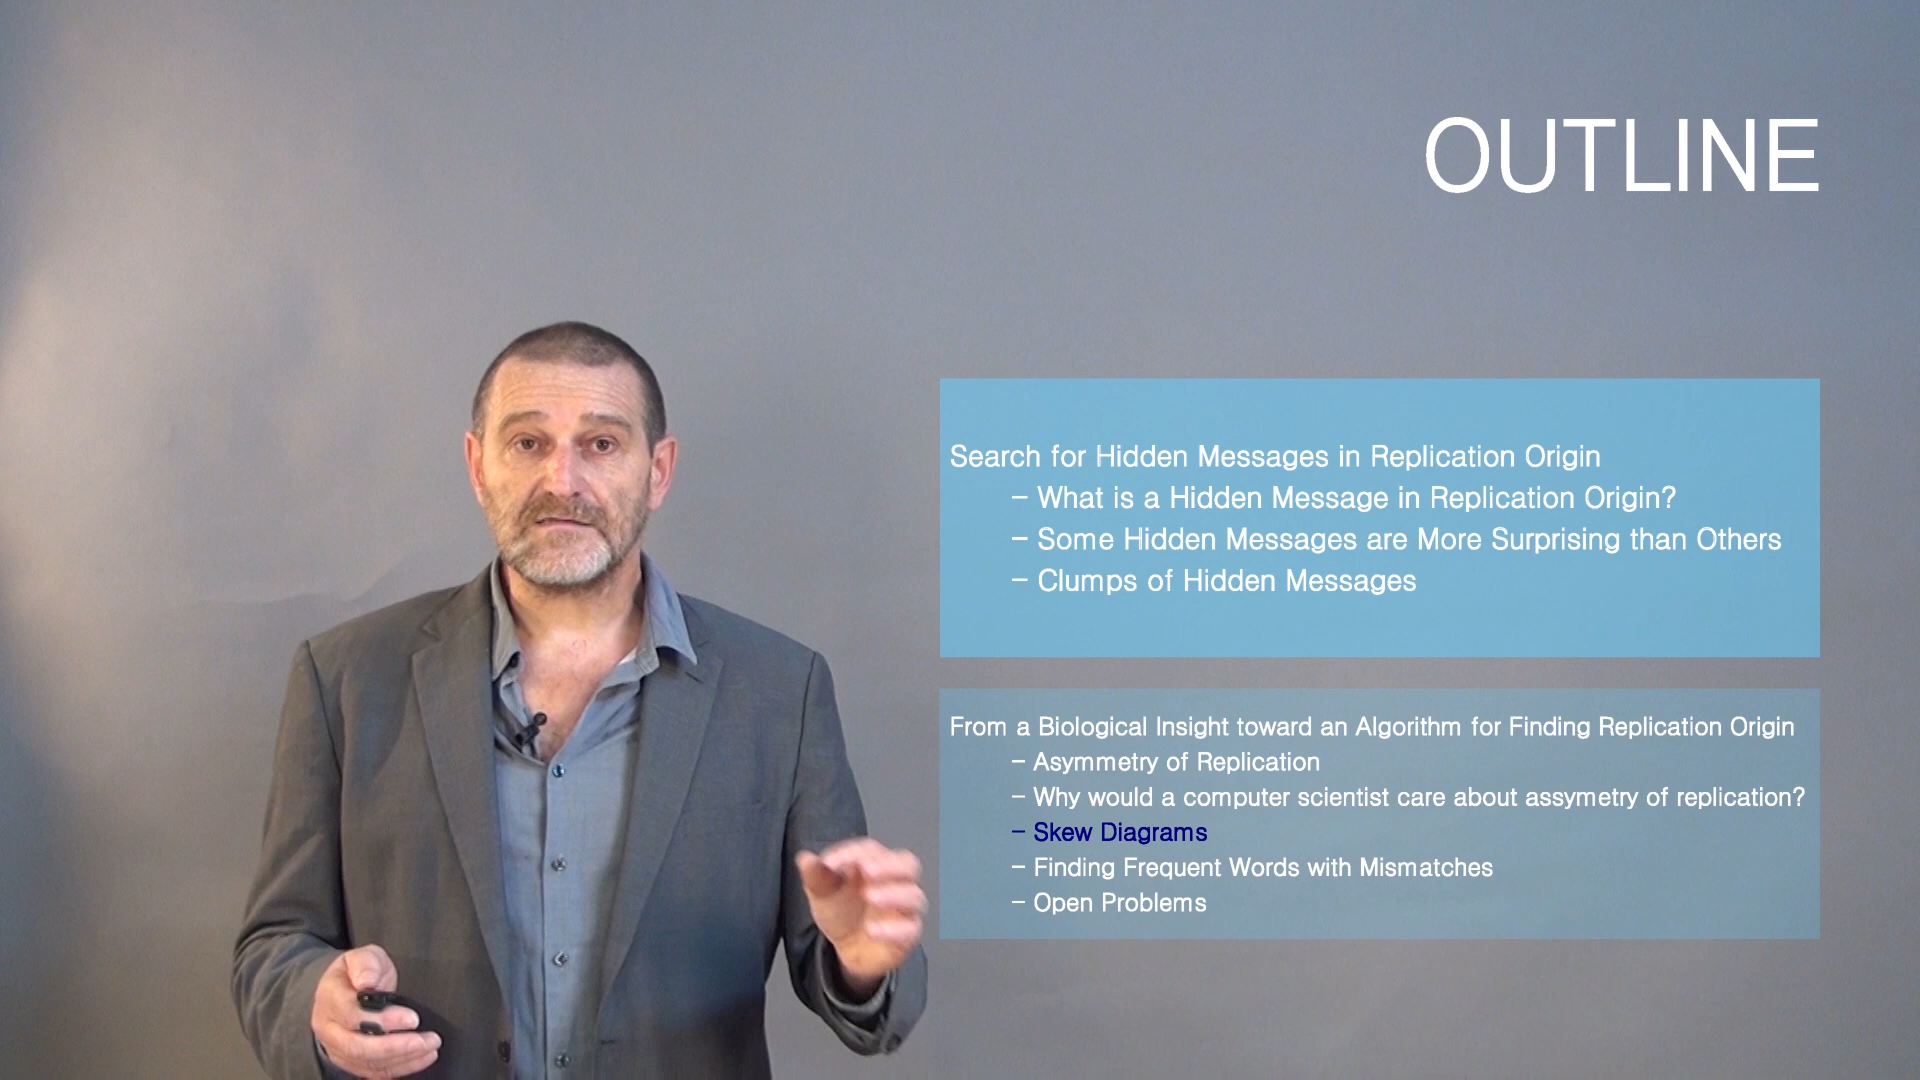 OUTLINE
Search for Hidden Messages in Replication Origin
– What is a Hidden Message in Replication Origin?
– Some Hidden Messages are More Surprising than Others
– Clumps of Hidden Messages
From a Biological Insight toward an Algorithm for Finding Replication Origin
– Asymmetry of Replication
– Why would a computer scientist care about assymetry of replication?
– Skew Diagrams
– Finding Frequent Words with Mismatches
– Open Problems